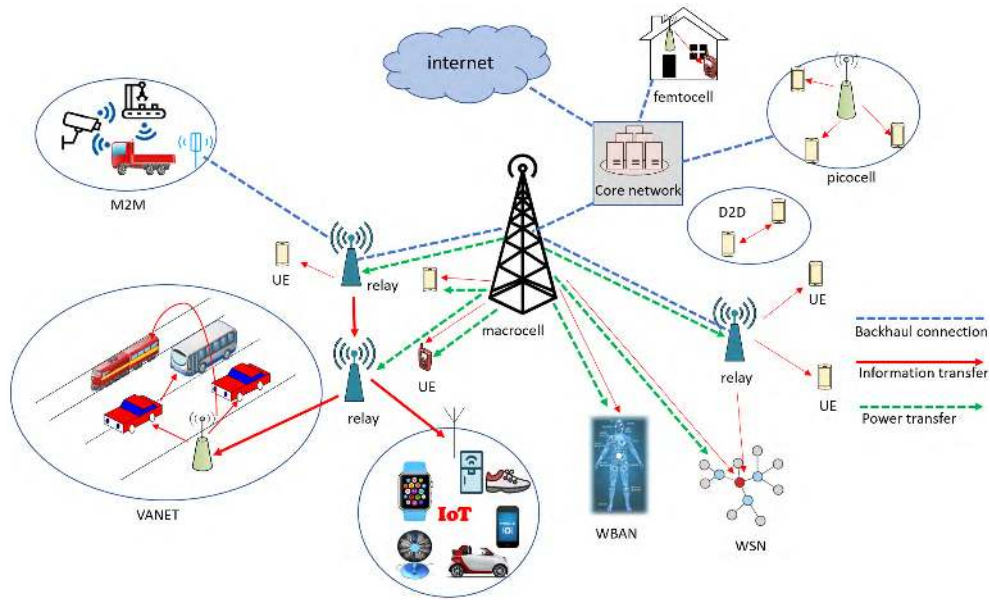 internet
femtocell
Core network
picocell
M2M
D2D
UE
relay
macrocell
UE
Backhaul connection
relay
Information transfer
UE
UE
Power transfer
relay
VANET
IoT
WBAN
WSN